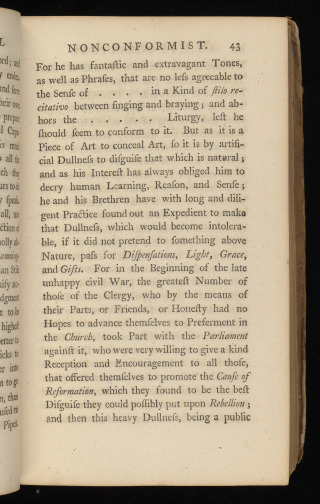 NONCONFORMIST. 43
For he has fantaſtic and extravagant Tones,
as well as Phraſes, that are no leſs agreeable to
the Senſe of . . . . in a Kind of ſtilo re-
citativo between ſinging and braying; and ab-
hors the . . . . . Liturgy, leſt he
ſhould ſeem to conform to it. But as it is a
Piece of Art to conceal Art, ſo it is by artifi-
cial Dullneſs to diſguiſe that which is natural;
and as his Intereſt has always obliged him to
decry human Learning, Reaſon, and Senſe;
he and his Brethren have with long and dili-
gent Practice found out an Expedient to make
that Dullneſs, which would become intolera-
ble, if it did not pretend to ſomething above
Nature, paſs for Diſpenſations, Light, Grace,
and Gifts. For in the Beginning of the late
unhappy civil War, the greateſt Number of
thoſe of the Clergy, who by the means of
their Parts, or Friends, or Honeſty had no
Hopes to advance themſelves to Preferment in
the Church, took Part with the Parliament
againſt it, who were very willing to give a kind
Reception and Encouragement to all thoſe,
that offered themſelves to promote the Cauſe of
Reformation, which they found to be the beſt
Diſguiſe they could poſſibly put upon Rebellion;
and then this heavy Dullneſs, being a public